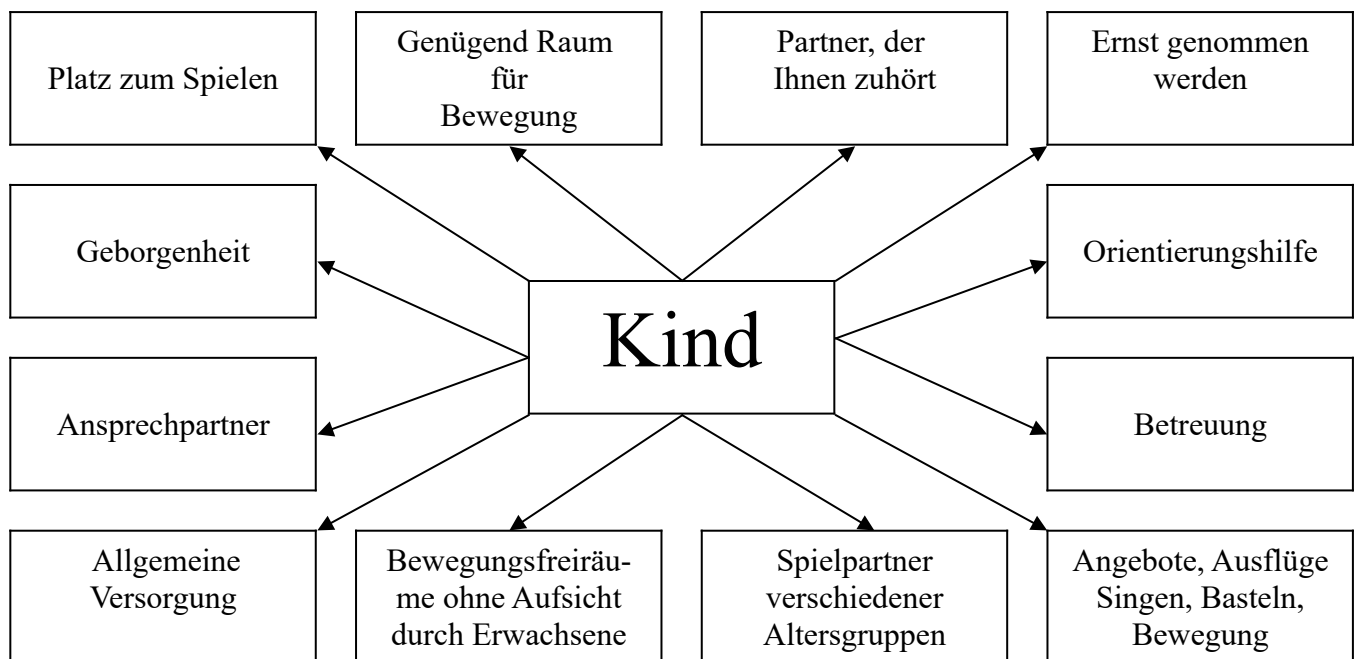 Platz zum Spielen
Genügend Raum
für
Bewegung
Partner, der
Ihnen zuhört
Ernst genommen
werden
Geborgenheit
Orientierungshilfe
Kind
Ansprechpartner
Betreuung
Allgemeine
Versorgung
Bewegungsfreiräu-
me ohne Aufsicht
durch Erwachsene
Spielpartner
verschiedener
Altersgruppen
Angebote, Ausflüge
Singen, Basteln,
Bewegung